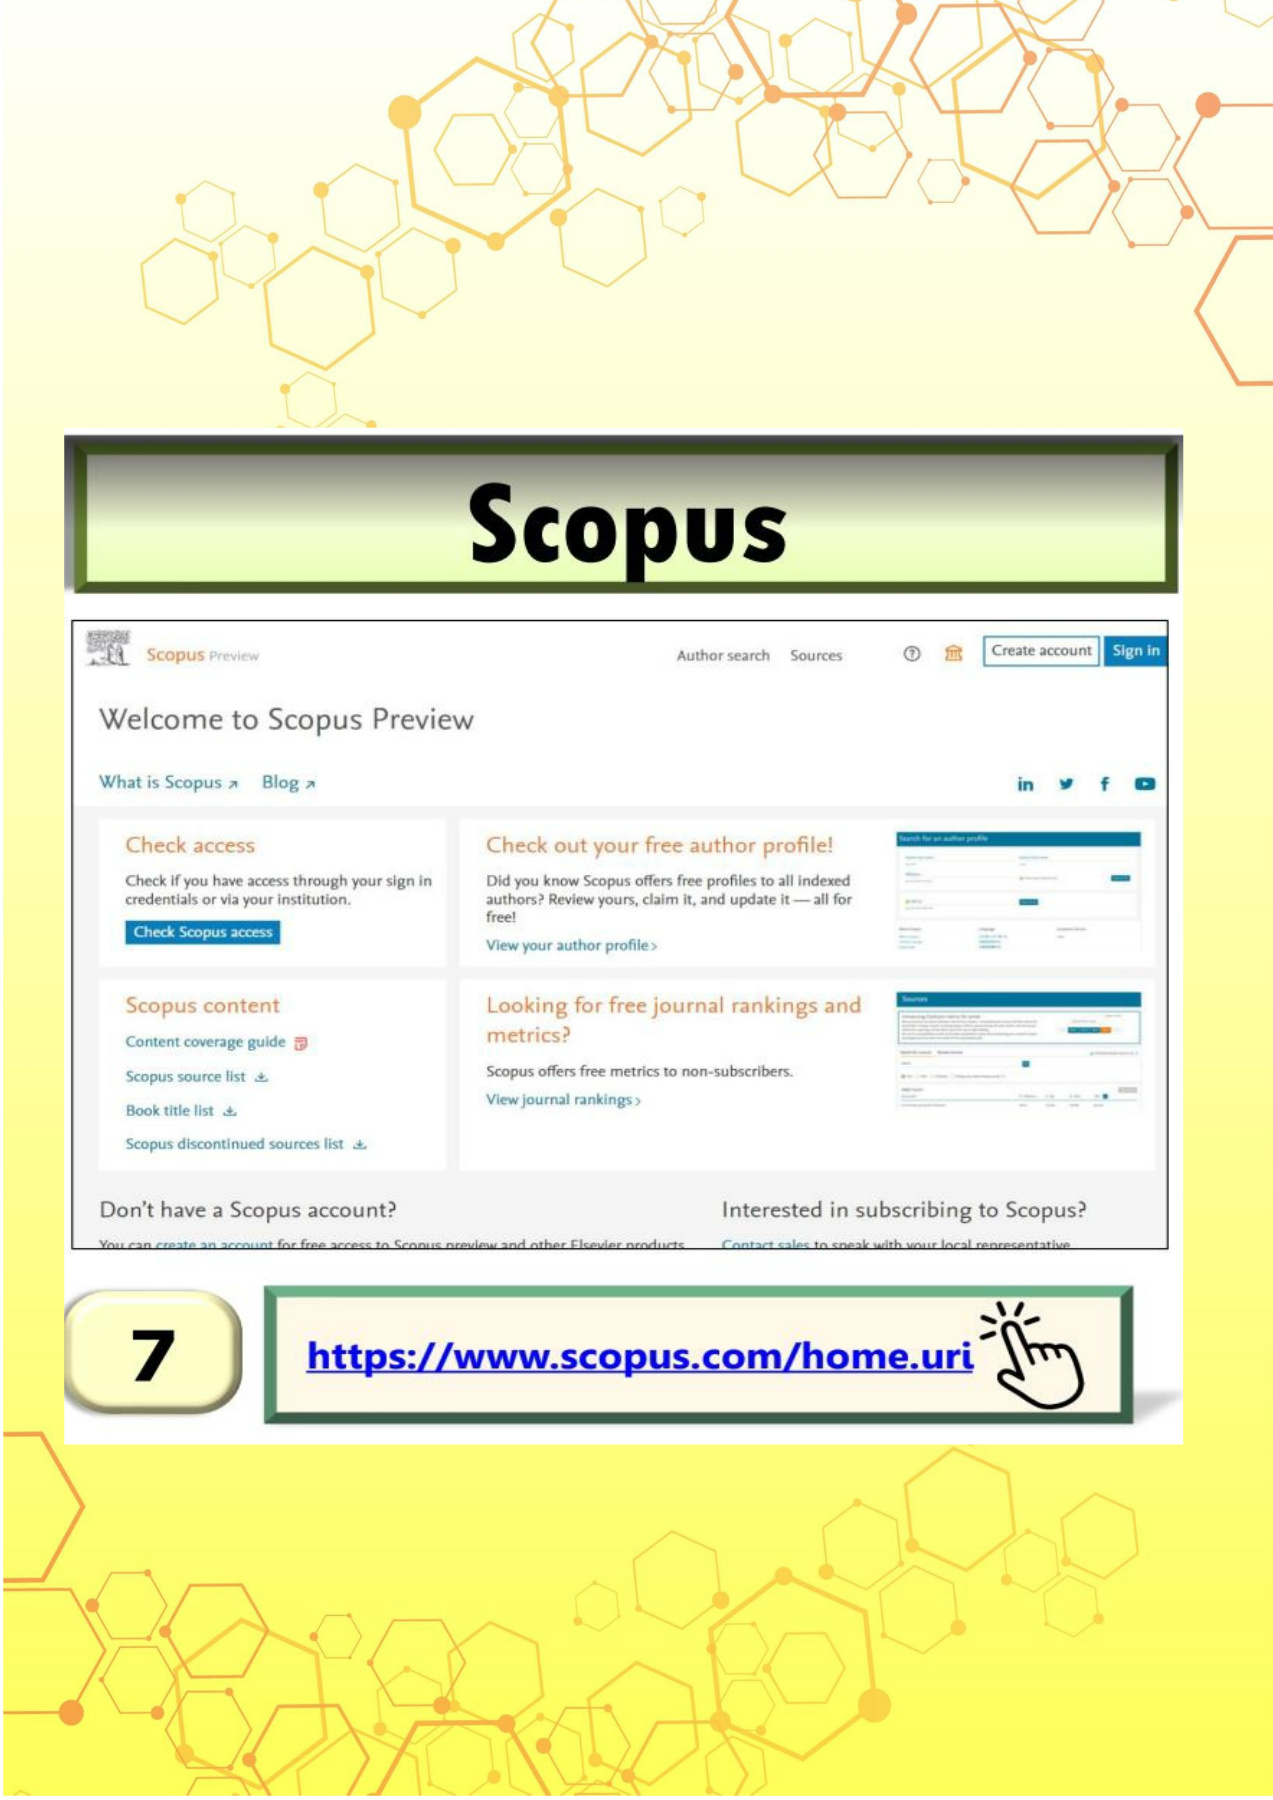 Scopus
Scopus Preview
Author search Sources
Create account Sign in
Welcome to Scopus Preview
What is Scopus Blog
in f
Check access
Check if you have access through your sign in
credentials or via your institution.
Check Scopus access
Check out your free author profile!
Did you know Scopus offers free profiles to all indexed
authors? Review yours, claim it, and update it — all for
free!
View your author profile >
Search for an author profile
Scopus content
Content coverage guide
Scopus source list
Book title list
Scopus discontinued sources list
Looking for free journal rankings and
metrics?
Scopus offers free metrics to non-subscribers.
View journal rankings >
Sources
Don't have a Scopus account?
You can create an account for free access to Scopus preview and other Elsevier products
Interested in subscribing to Scopus?
Contact sales to speak with your local representative
7
https://www.scopus.com/home.uri